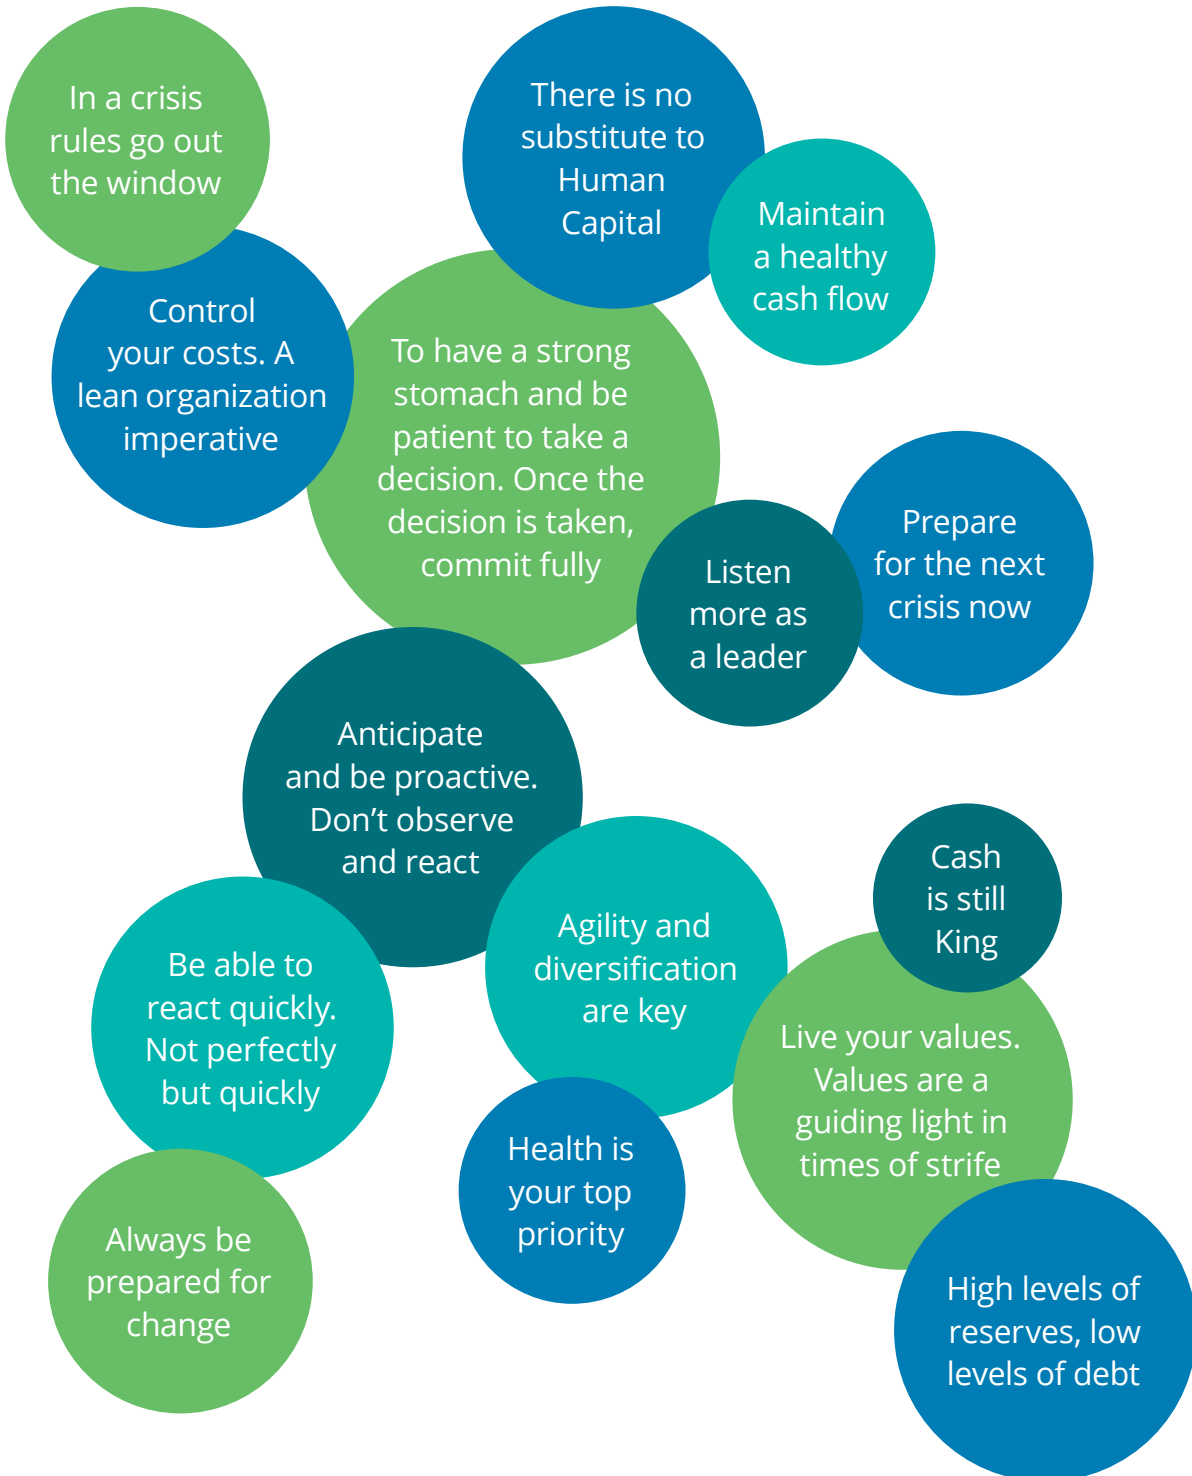 In a crisis
rules go out
the window
There is no
substitute to
Human
Capital
Maintain
a healthy
cash flow
Control
your costs. A
lean organization
imperative
To have a strong
stomach and be
patient to take a
decision. Once the
decision is taken,
commit fully
Prepare
for the next
crisis now
Listen
more as
a leader
Anticipate
and be proactive.
Don’t observe
and react
Cash
is still
King
Agility and
diversification
are key
Be able to
react quickly.
Not perfectly
but quickly
Live your values.
Values are a
guiding light in
times of strife
Health is
your top
priority
Always be
prepared for
change
High levels of
reserves, low
levels of debt